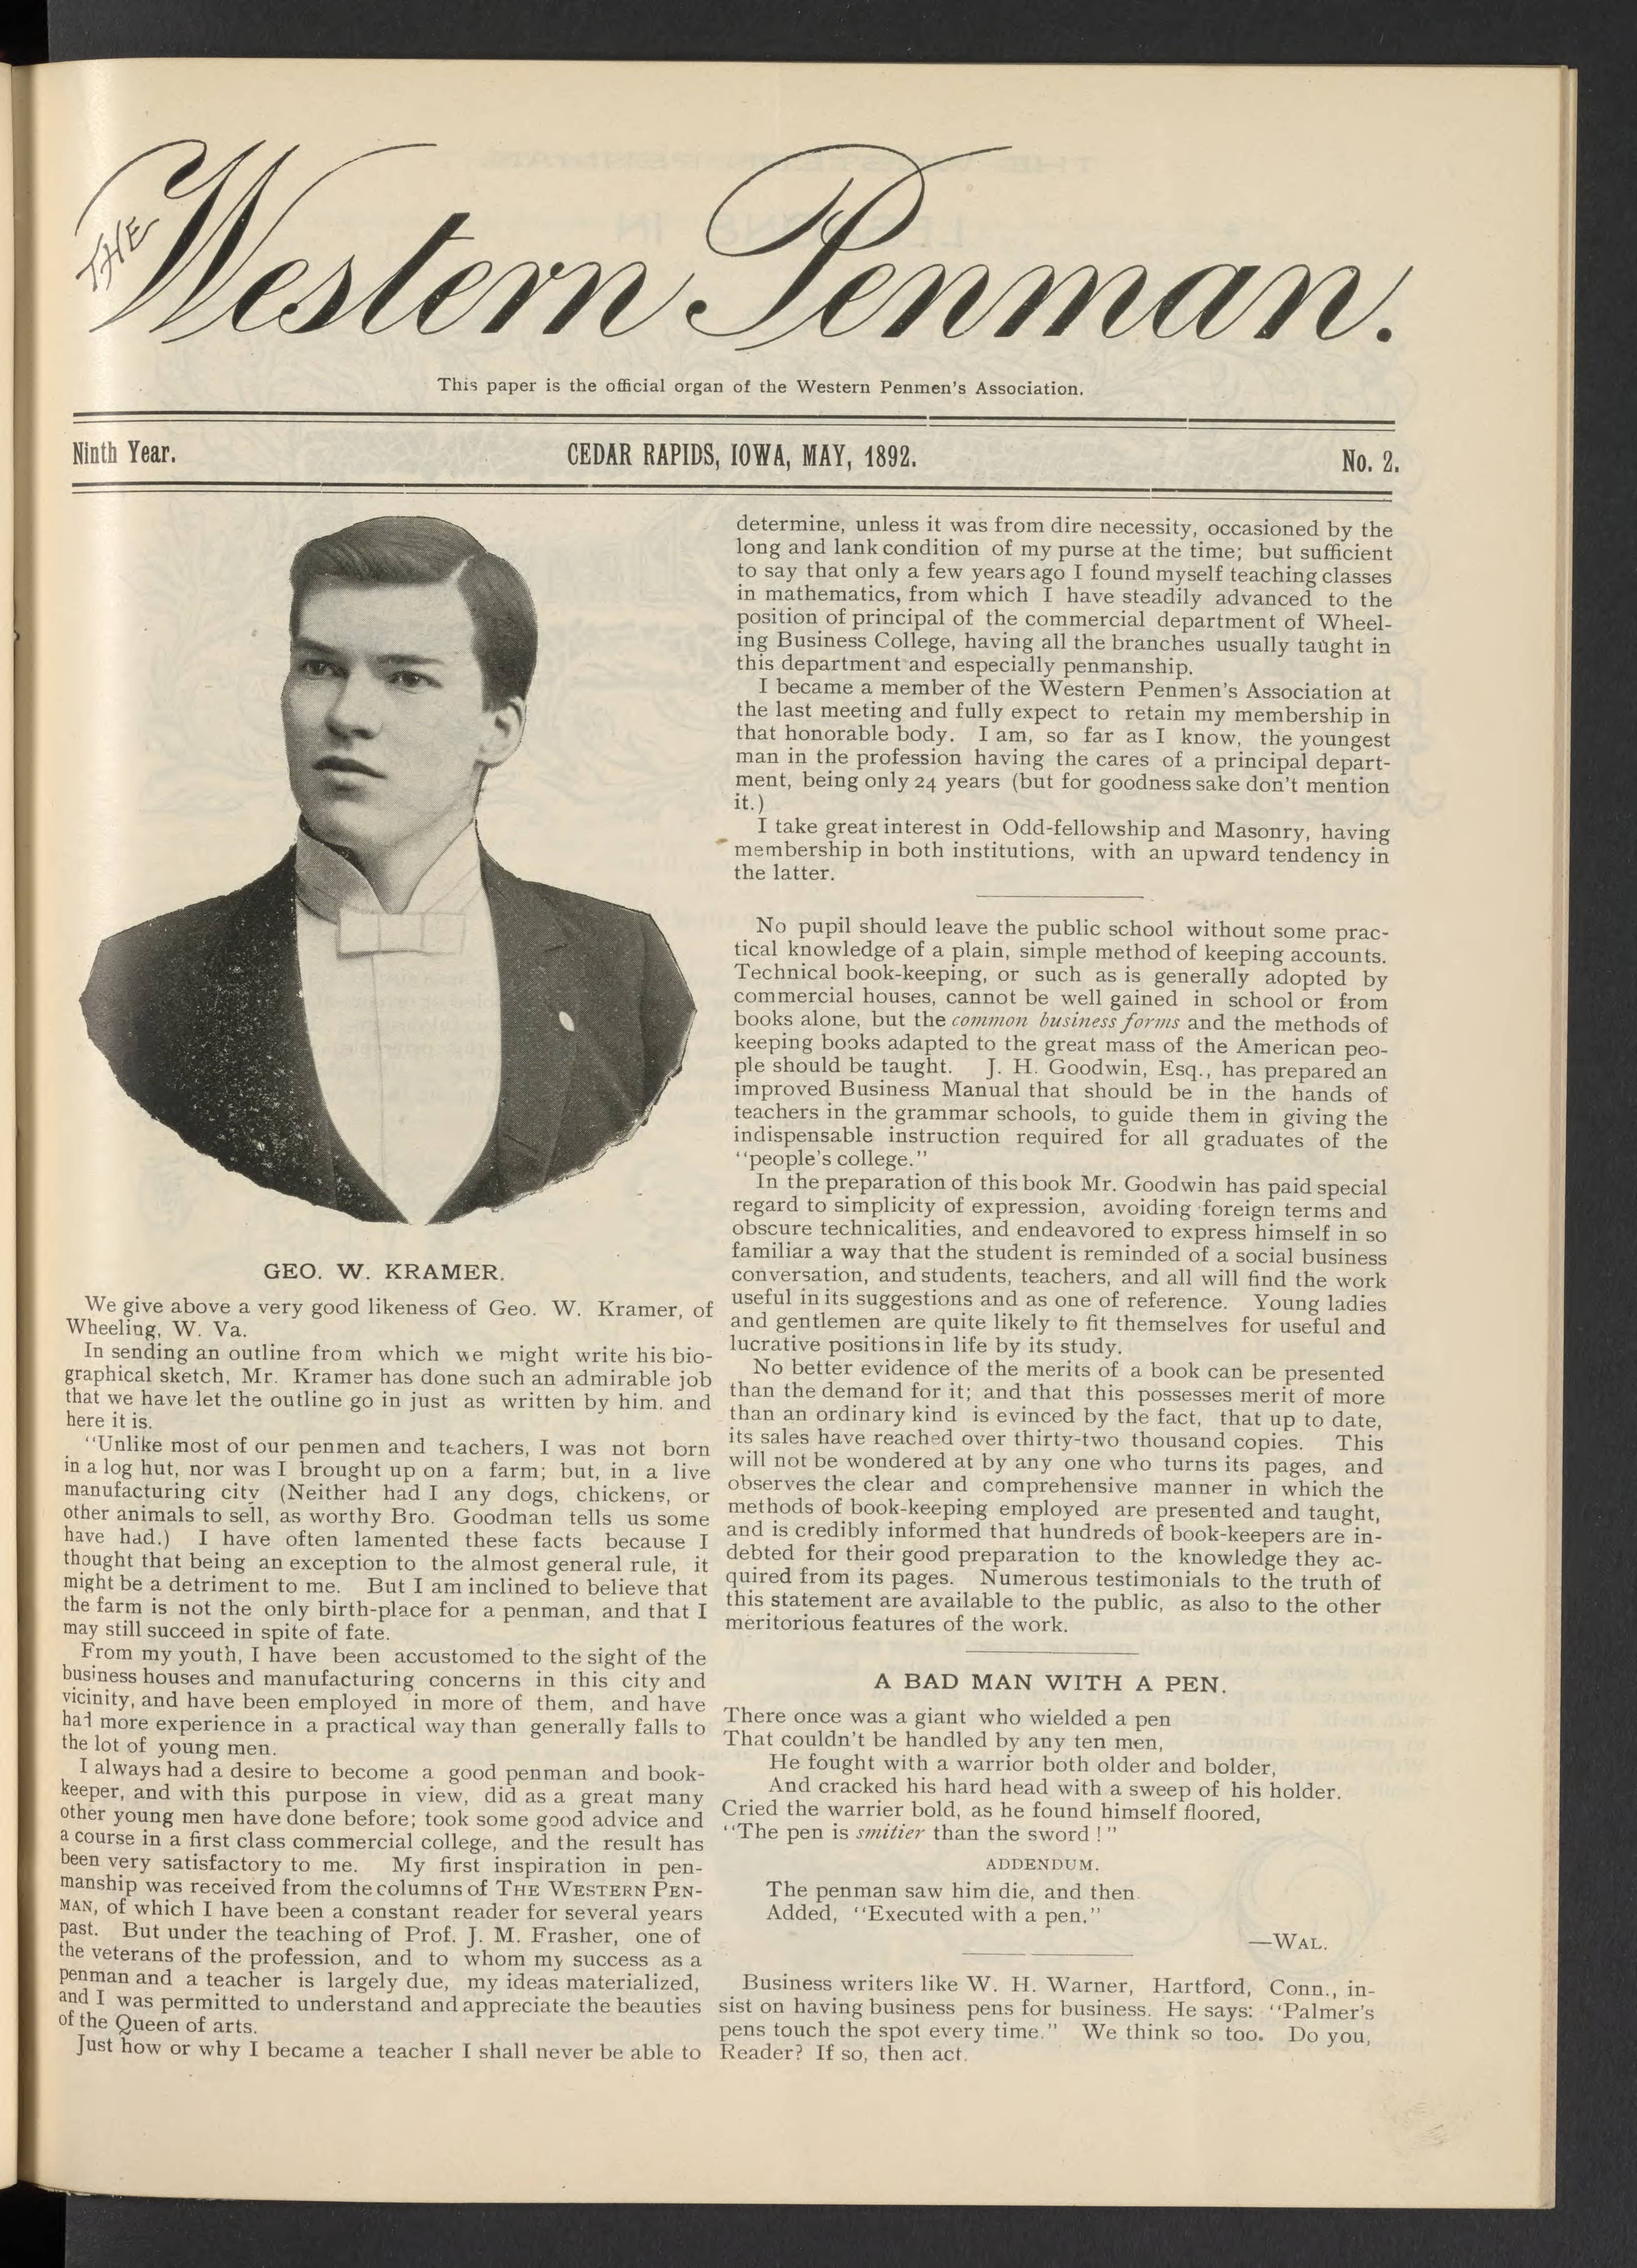 THE
Western Penman.
This paper is the official organ of the Western Penmen's Association.
Ninth Year.
CEDAR RAPIDS, IOWA, MAY, 1892.
No. 2.
GEO. W. KRAMER.
We give above a very good likeness of Geo. W. Kramer, of
Wheeling, W. Va.
In sending an outline from which we might write his bio-
graphical sketch, Mr. Kramer has done such an admirable job
that we have let the outline go in just as written by him. and
here it is.
"Unlike most of our penmen and teachers, I was not born
in a log hut, nor was I brought up on a farm; but, in a live
manufacturing city (Neither had I any dogs, chickens, or
other animals to sell, as worthy Bro. Goodman tells us some
have had.) I have often lamented these facts because I
thought that being an exception to the almost general rule, it
might be a detriment to me. But I am inclined to believe that
the farm is not the only birth-place for a penman, and that I
may still succeed in spite of fate.
From my youth, I have been accustomed to the sight of the
business houses and manufacturing concerns in this city and
vicinity, and have been employed in more of them, and have
had more experience in a practical way than generally falls to
the lot of young men.
I always had a desire to become a good penman and book-
keeper, and with this purpose in view, did as a great many
other young men have done before; took some good advice and
a course in a first class commercial college, and the result has
been very satisfactory to me. My first inspiration in pen-
manship was received from the columns of THE WESTERN PEN-
MAN, of which I have been a constant reader for several years
past. But under the teaching of Prof. J. M. Frasher, one of
the veterans of the profession, and to whom my success as a
penman and a teacher is largely due, my ideas materialized,
and I was permitted to understand and appreciate the beauties
of the Queen of arts.
Just how or why I became a teacher I shall never be able to
determine, unless it was from dire necessity, occasioned by the
long and lank condition of my purse at the time; but sufficient
to say that only a few years ago I found myself teaching classes
in mathematics, from which I have steadily advanced to the
position of principal of the commercial department of Wheel-
ing Business College, having all the branches usually taught in
this department and especially penmanship.
I became a member of the Western Penmen's Association at
the last meeting and fully expect to retain my membership in
that honorable body. I am, so far as I know, the youngest
man in the profession having the cares of a principal depart-
ment, being only 24 years (but for goodness sake don't mention
it.)
I take great interest in Odd-fellowship and Masonry, having
membership in both institutions, with an upward tendency in
the latter.
No pupil should leave the public school without some prac-
tical knowledge of a plain, simple method of keeping accounts.
Technical book-keeping, or such as is generally adopted by
commercial houses, cannot be well gained in school or from
books alone, but the common business forms and the methods of
keeping books adapted to the great mass of the American peo-
ple should be taught. J. H. Goodwin, Esq., has prepared an
improved Business Manual that should be in the hands of
teachers in the grammar schools, to guide them in giving the
indispensable instruction required for all graduates of the
"people's college."
In the preparation of this book Mr. Goodwin has paid special
regard to simplicity of expression, avoiding foreign terms and
obscure technicalities, and endeavored to express himself in so
familiar a way that the student is reminded of a social business
conversation, and students, teachers, and all will find the work
useful in its suggestions and as one of reference. Young ladies
and gentlemen are quite likely to fit themselves for useful and
lucrative positions in life by its study.
No better evidence of the merits of a book can be presented
than the demand for it; and that this possesses merit of more
than an ordinary kind is evinced by the fact, that up to date,
its sales have reached over thirty-two thousand copies. This
will not be wondered at by any one who turns its pages, and
observes the clear and comprehensive manner in which the
methods of book-keeping employed are presented and taught,
and is credibly informed that hundreds of book-keepers are in-
debted for their good preparation to the knowledge they ac-
quired from its pages. Numerous testimonials to the truth of
this statement are available to the public, as also to the other
meritorious features of the work.
A BAD MAN WITH A PEN.
There once was a giant who wielded a pen
That couldn't be handled by any ten men,
He fought with a warrior both older and bolder,
And cracked his hard head with a sweep of his holder.
Cried the warrier bold, as he found himself floored,
"The pen is smitier than the sword!"
ADDENDUM.
The penman saw him die, and then
Added, "Executed with a pen."
—WAL.
Business writers like W. H. Warner, Hartford, Conn., in-
sist on having business pens for business. He says: "Palmer's
pens touch the spot every time." We think so too. Do you,
Reader? If so, then act.